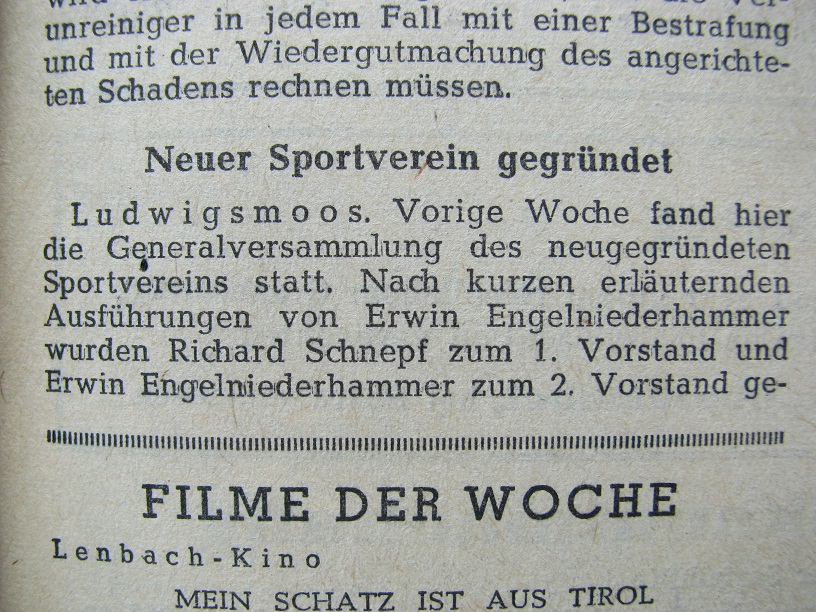 unreiniger in jedem Fall mit einer Bestrafung
und mit der Wiedergutmachung des angerichte-
ten Schadens rechnen müssen.
Neuer Sportverein gegründet
Ludwigsmoos. Vorige Woche fand hier
die Generalversammlung des neugegründeten
Sportvereins statt. Nach kurzen erläuternden
Ausführungen von Erwin Engelniederhammer
wurden Richard Schnepf zum 1. Vorstand und
Erwin Engelniederhammer zum 2. Vorstand ge-
FILME DER WOCHE
Lenbach-Kino
MEIN SCHATZ IST AUS TIROL